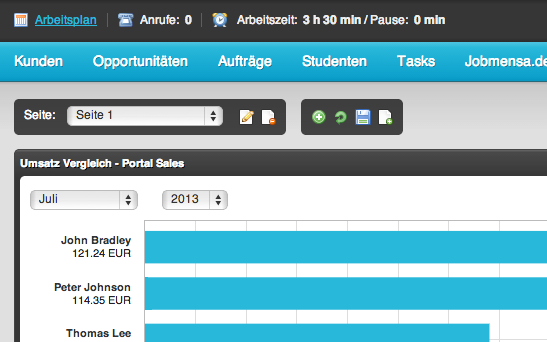 Arbeitsplan Anrufe: 0 Arbeitszeit: 3 h 30 min / Pause: 0 min
Kunden Opportunitäten Aufträge Studenten Tasks Jobmensa.de
Seite: Seite 1
Umsatz Vergleich - Portal Sales
Juli 2013
John Bradley
121.24 EUR
Peter Johnson
114.35 EUR
Thomas Lee